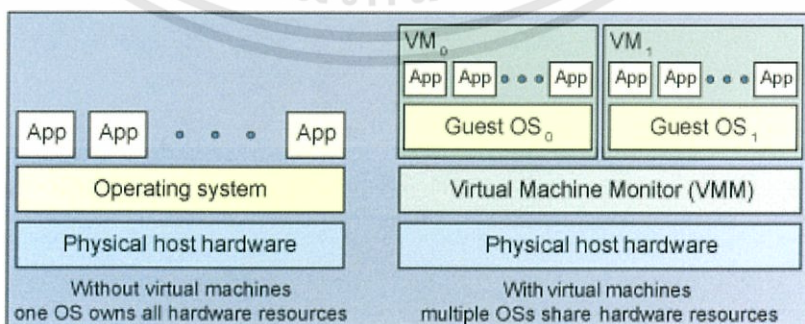 App App App
Operating system
Physical host hardware
Without virtual machines
one OS owns all hardware resources
VM0
App App App
Guest OS0
VM1
App App App
Guest OS1
Virtual Machine Monitor (VMM)
Physical host hardware
With virtual machines
multiple OSs share hardware resources